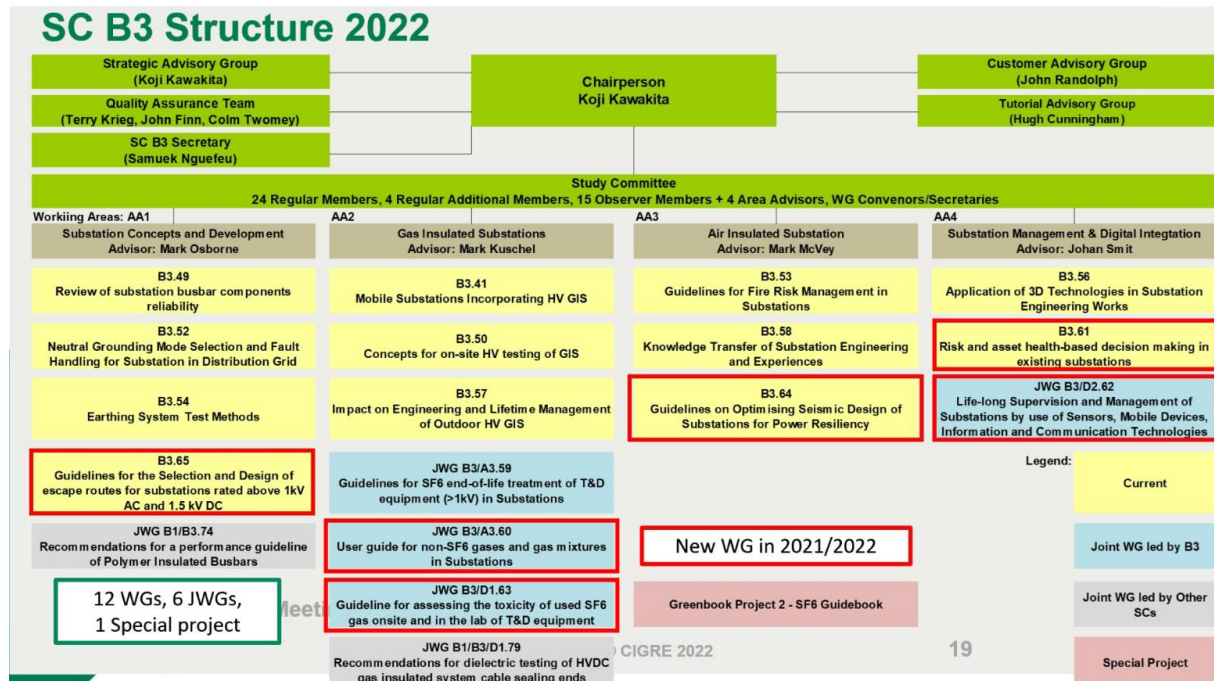 SC B3 Structure 2022
Strategic Advisory Group
(Koji Kawakita)
Quality Assurance Team
(Terry Krieg, John Finn, Colm Twomey)
SC B3 Secretary
(Samuek Nguefeu)
Chairperson
Koji Kawakita
Customer Advisory Group
(John Randolph)
Tutorial Advisory Group
(Hugh Cunningham)
Study Committee
24 Regular Members, 4 Regular Additional Members, 15 Observer Members + 4 Area Advisors, WG Convenors/Secretaries
Workiing Areas: AA1
Substation Concepts and Development
Advisor: Mark Osborne
B3.49
Review of substation busbar components
reliability
B3.52
Neutral Grounding Mode Selection and Fault
Handling for Substation in Distribution Grid
B3.54
Earthing System Test Methods
B3.65
Guidelines for the Selection and Design of
escape routes for substations rated above 1kV
AC and 1.5 kV DC
JWG B1/B3.74
Recommendations for a performance guideline
of Polymer Insulated Busbars
12 WGs, 6 JWGs,
1 Special project
AA2
Gas Insulated Substations
Advisor: Mark Kuschel
B3.41
Mobile Substations Incorporating HV GIS
B3.50
Concepts for on-site HV testing of GIS
B3.57
Impact on Engineering and Lifetime Management
of Outdoor HV GIS
JWG B3/A3.59
Guidelines for SF6 end-of-life treatment of T&D
equipment (>1kV) in Substations
JWG B3/A3.60
User guide for non-SF6 gases and gas mixtures
in Substations
JWG B3/D1.63
Guideline for assessing the toxicity of used SF6
gas onsite and in the lab of T&D equipment
JWG B1/B3/D1.79
Recommendations for dielectric testing of HVDC
gas insulated system cable sealing ends
AA3
Air Insulated Substation
Advisor: Mark McVey
B3.53
Guidelines for Fire Risk Management in
Substations
B3.58
Knowledge Transfer of Substation Engineering
and Experiences
B3.64
Guidelines on Optimising Seismic Design of
Substations for Power Resiliency
New WG in 2021/2022
Greenbook Project 2 - SF6 Guidebook
AA4
Substation Management & Digital Integtation
Advisor: Johan Smit
B3.56
Application of 3D Technologies in Substation
Engineering Works
B3.61
Risk and asset health-based decision making in
existing substations
JWG B3/D2.62
Life-long Supervision and Management of
Substations by use of Sensors, Mobile Devices,
Information and Communication Technologies
Legend:
Current
Joint WG led by B3
Joint WG led by Other
SCs
Special Project
CIGRE 2022
19